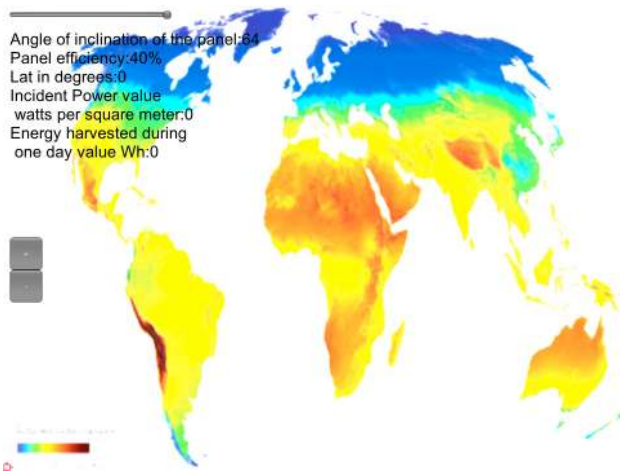 Angle of inclination of the panel:64
Panel efficiency:40%
Lat in degrees:0
Incident Power value
watts per square meter:0
Energy harvested during
one day value Wh:0